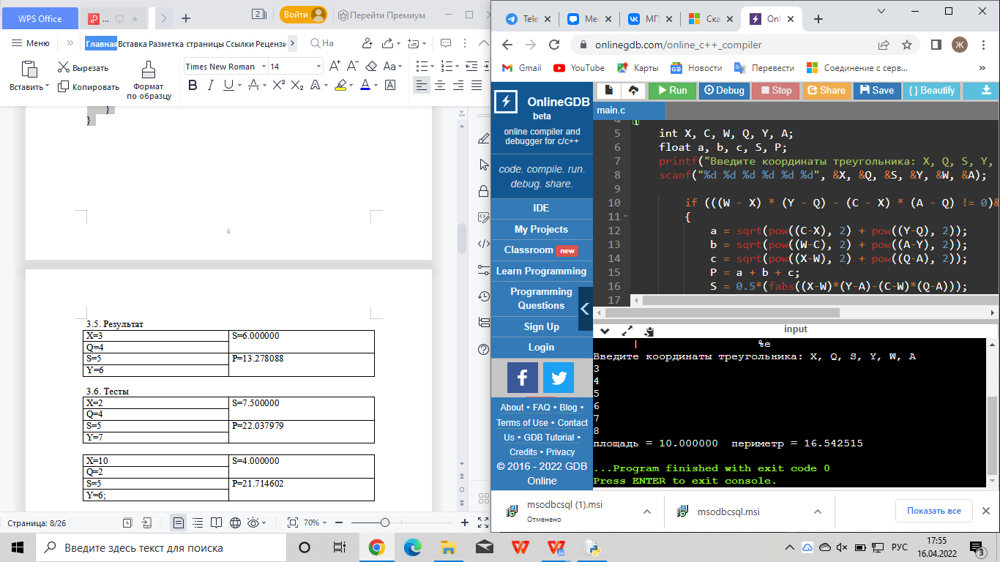 WPS Office
...
2
Войти
Перейти Премиум
Меню
Главная Вставка Разметка страницы Ссылки Рецензи
На
Вставить
Вырезать
Копировать
Формат по образцу
Times New Roman
14
}
}
6
3.5. Результат
X=3 S=6.000000
Q=4
S=5 P=13.278088
Y=6
3.6. Тесты
X=2 S=7.500000
Q=4
S=5 P=22.037979
Y=7
X=10 S=4.000000
Q=2
S=5 P=21.714602
Y=6;
Страница: 8/26
70%
Tele
Мес
МГУ
Ска
Onl
onlinegdb.com/online_c++_compiler
Ж
Gmail
YouTube
Карты
Новости
Перевести
Соединение с серв...
OnlineGDB
beta
online compiler and
debugger for c/c++
code. compile. run.
debug. share.
IDE
My Projects
Classroom new
Learn Programming
Programming
Questions
Sign Up
Login
About • FAQ • Blog •
Terms of Use • Contact
Us • GDB Tutorial •
Credits • Privacy
© 2016 - 2022 GDB
Online
Run
Debug
Stop
Share
Save
{ } Beautify
main.c
4 {
5 int X, C, W, Q, Y, A;
6 float a, b, c, S, P;
7 printf("Введите координаты треугольника: X, Q, S, Y,
8 scanf("%d %d %d %d %d %d", &X, &Q, &S, &Y, &W, &A);
9
10 if (((W - X) * (Y - Q) - (C - X) * (A - Q) != 0)&
11 {
12 a = sqrt(pow((C-X), 2) + pow((Y-Q), 2));
13 b = sqrt(pow((W-C), 2) + pow((A-Y), 2));
14 c = sqrt(pow((X-W), 2) + pow((Q-A), 2));
15 P = a + b + c;
16 S = 0.5*(fabs((X-W)*(Y-A)-(C-W)*(Q-A)));
17
input
| %e
Введите координаты треугольника: X, Q, S, Y, W, A
3
4
5
6
7
8
площадь = 10.000000 периметр = 16.542515
...Program finished with exit code 0
Press ENTER to exit console.
msodbcsql (1).msi
Отменено
msodbcsql.msi
Показать все
Введите здесь текст для поиска
РУС
17:55
16.04.2022
3